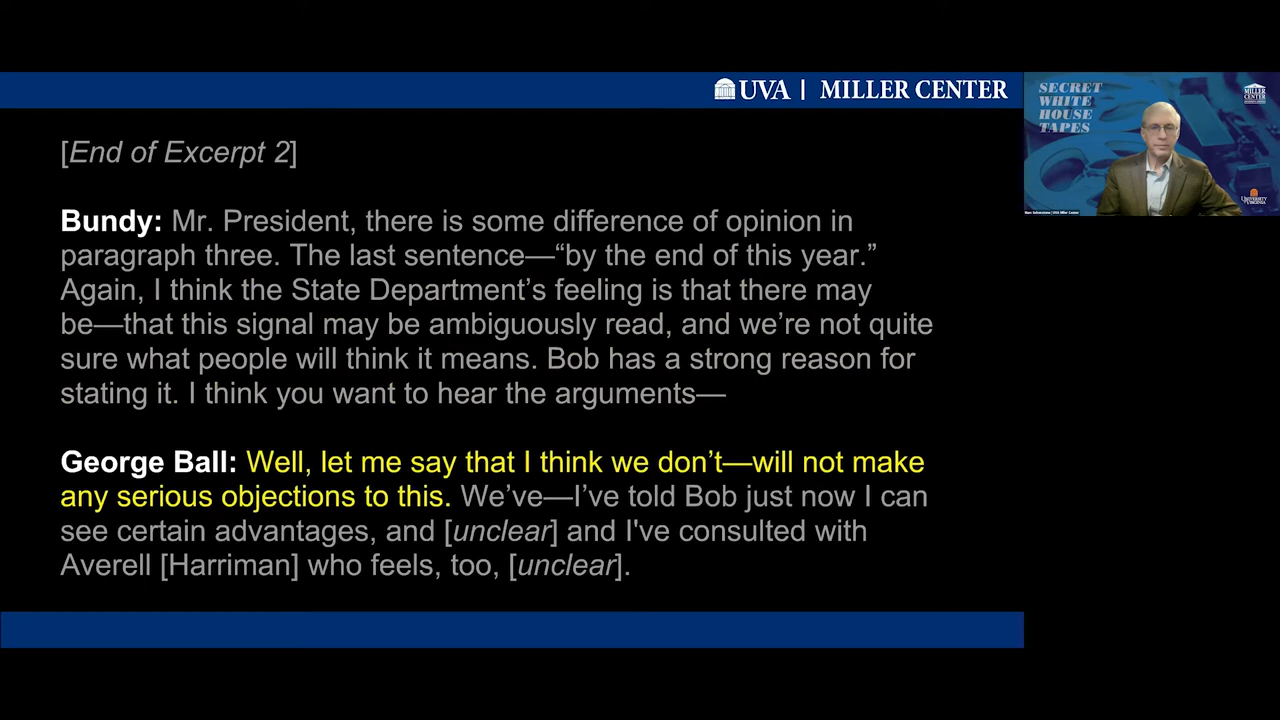 UVA | MILLER CENTER
SECRET
WHITE
HOUSE
TAPES
MILLER
CENTER
UNIVERSITY
VIRGINIA
[End of Excerpt 2]
Bundy: Mr. President, there is some difference of opinion in
paragraph three. The last sentence—“by the end of this year.”
Again, I think the State Department’s feeling is that there may
be—that this signal may be ambiguously read, and we’re not quite
sure what people will think it means. Bob has a strong reason for
stating it. I think you want to hear the arguments—
George Ball: Well, let me say that I think we don’t—will not make
any serious objections to this. We’ve—I’ve told Bob just now I can
see certain advantages, and [unclear] and I've consulted with
Averell [Harriman] who feels, too, [unclear].